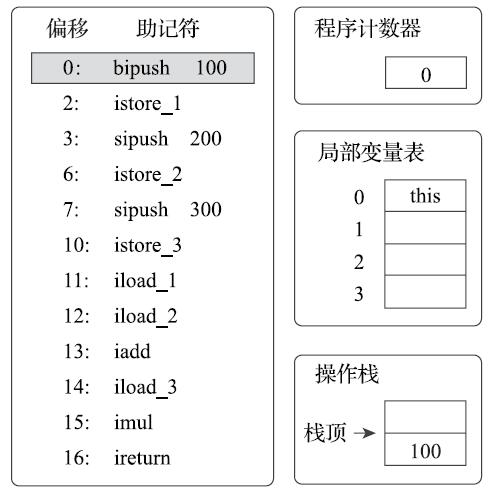 偏移 助记符
0: bipush 100
2: istore_1
3: sipush 200
6: istore_2
7: sipush 300
10: istore_3
11: iload_1
12: iload_2
13: iadd
14: iload_3
15: imul
16: ireturn
程序计数器
0
局部变量表
0 this
1
2
3
操作栈
栈顶
100